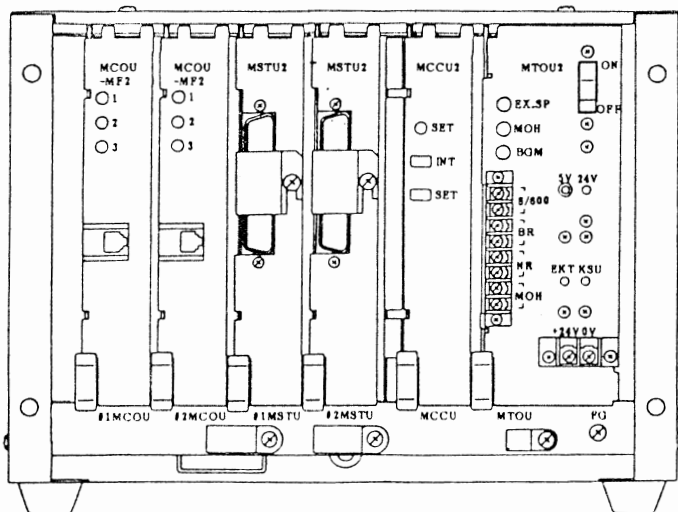 MCOU
-MF2
1
2
3
MCOU
-MF2
1
2
3
MSTU2
MSTU2
MCCU2
SET
INT
SET
MTOU2
ON
OFF
EX.SP
MOH
BGM
5V 24V
8/600
BR
NR
MOH
EKT KSU
+24V 0V
#1MCOU
#2MCOU
#1MSTU
#2MSTU
MCCU
MTOU
FG